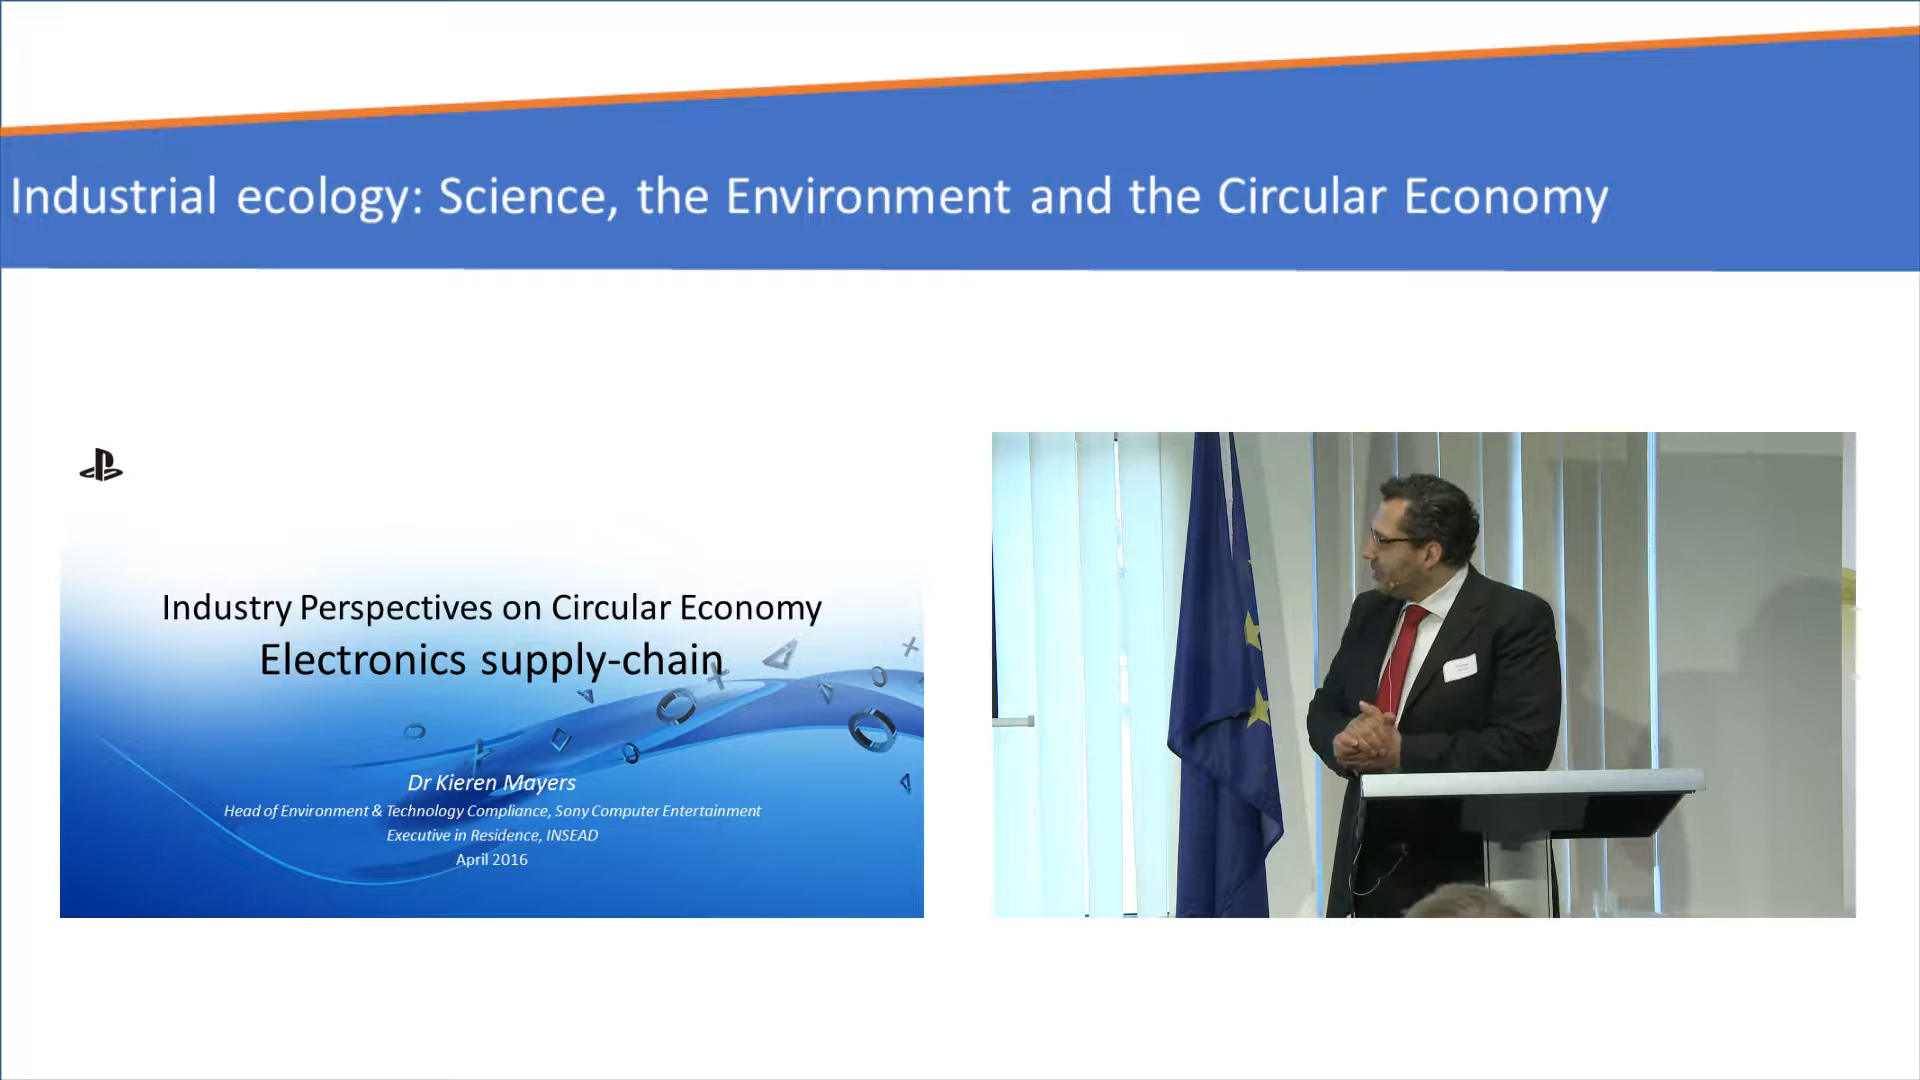 Industrial ecology: Science, the Environment and the Circular Economy
Industry Perspectives on Circular Economy
Electronics supply-chain
Dr Kieren Mayers
Head of Environment & Technology Compliance, Sony Computer Entertainment
Executive in Residence, INSEAD
April 2016